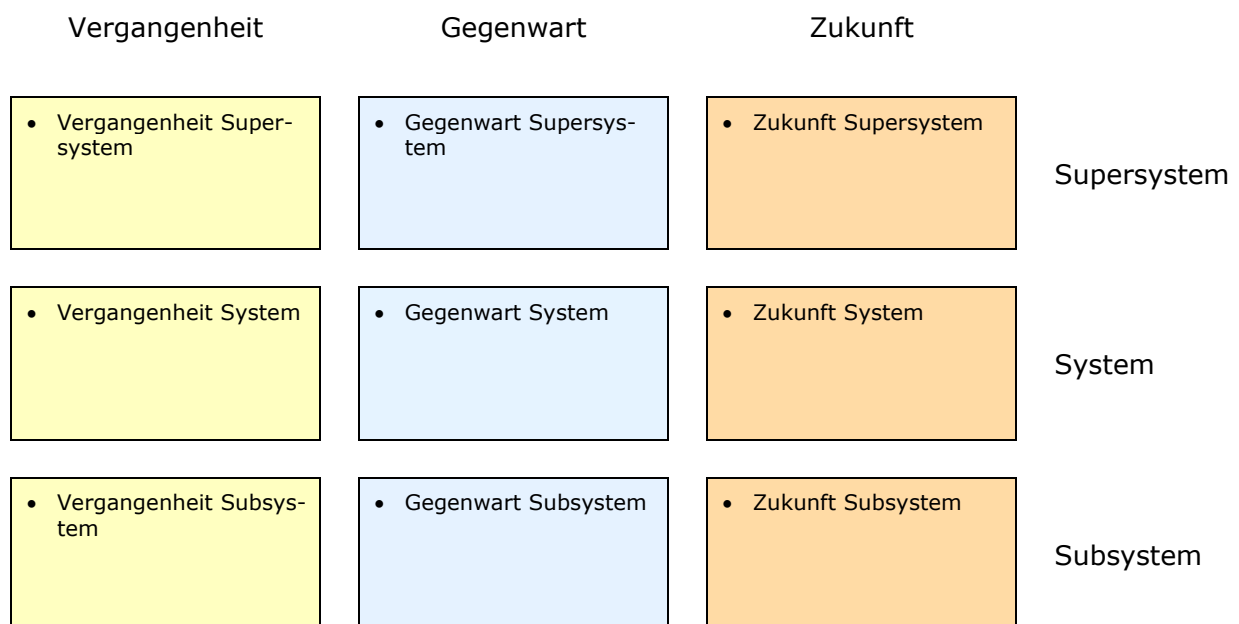 Vergangenheit Gegenwart Zukunft
• Vergangenheit Super-
system
• Gegenwart Supersys-
tem
• Zukunft Supersystem
Supersystem
• Vergangenheit System
• Gegenwart System
• Zukunft System
System
• Vergangenheit Subsys-
tem
• Gegenwart Subsystem
• Zukunft Subsystem
Subsystem